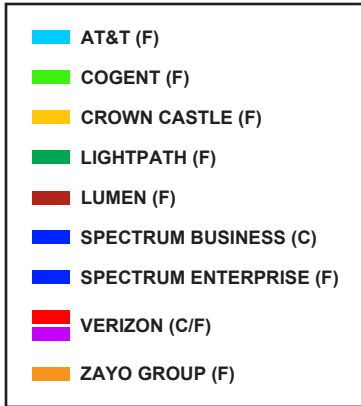 AT&T (F)
COGENT (F)
CROWN CASTLE (F)
LIGHTPATH (F)
LUMEN (F)
SPECTRUM BUSINESS (C)
SPECTRUM ENTERPRISE (F)
VERIZON (C/F)
ZAYO GROUP (F)